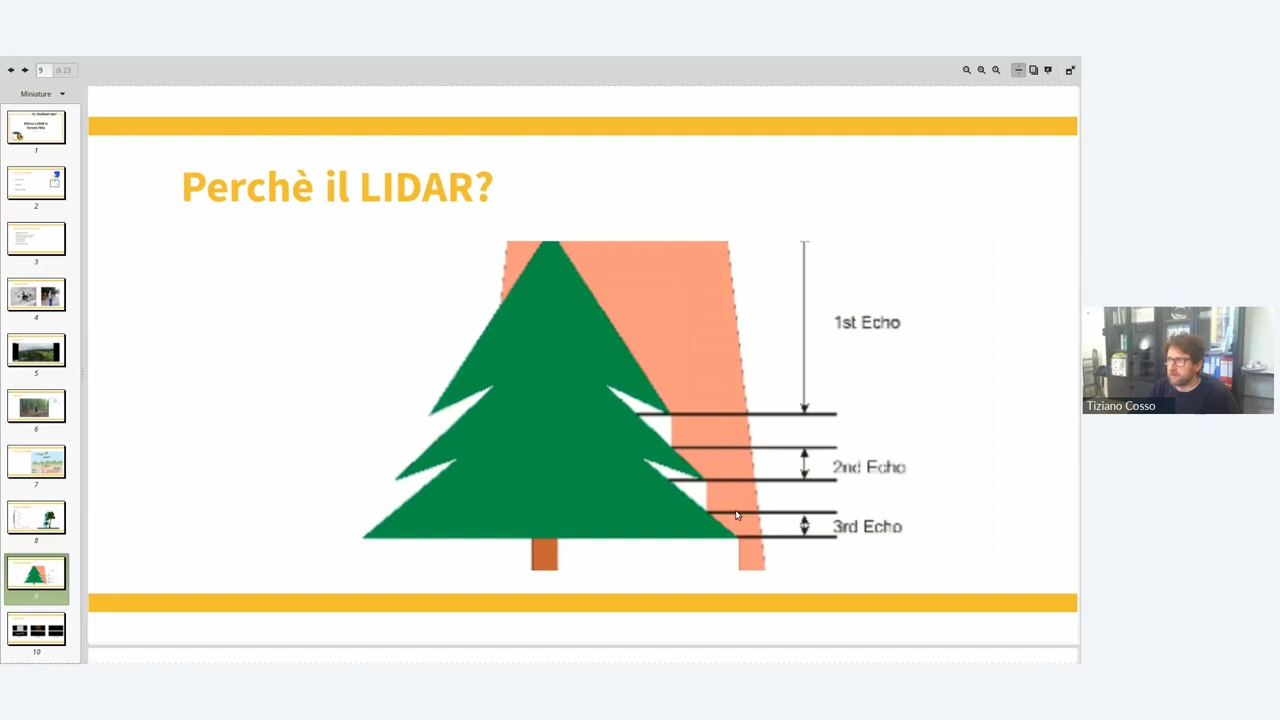 9
di 23
Miniature
1
2
3
4
5
6
7
8
9
10
Perchè il LIDAR?
1st Echo
2nd Echo
3rd Echo
Tiziano Cosso